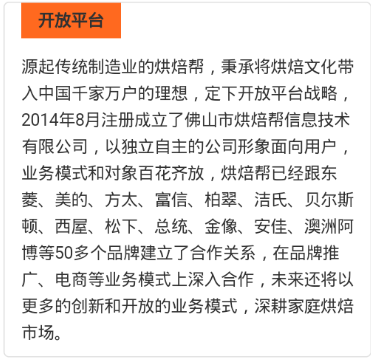 开放平台
源起传统制造业的烘焙帮，秉承将烘焙文化带
入中国千家万户的理想，定下开放平台战略，
2014年8月注册成立了佛山市烘焙帮信息技术
有限公司，以独立自主的公司形象面向用户，
业务模式和对象百花齐放，烘焙帮已经跟东
菱、美的、方太、富信、柏翠、洁氏、贝尔斯
顿、西屋、松下、总统、金像、安佳、澳洲阿
博等50多个品牌建立了合作关系，在品牌推
广、电商等业务模式上深入合作，未来还将以
更多的创新和开放的业务模式，深耕家庭烘焙
市场。